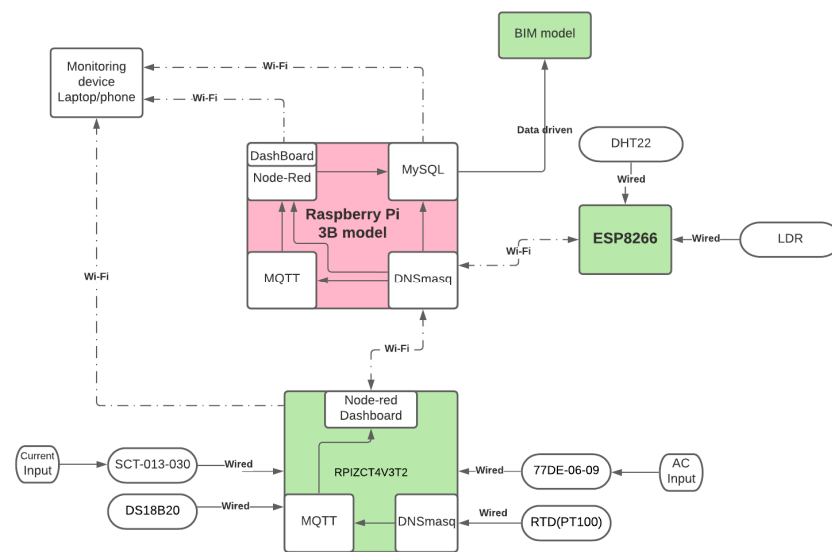 BIM model
Monitoring
device
Laptop/phone
Wi-Fi
Wi-Fi
Data driven
DHT22
DashBoard
Node-Red
MySQL
Wired
Raspberry Pi
3B model
ESP8266
Wired
LDR
Wi-Fi
Wi-Fi
MQTT
DNSmasq
Wi-Fi
Node-red
Dashboard
Current
Input
SCT-013-030
Wired
RPIZCT4V3T2
Wired
77DE-06-09
AC
Input
DS18B20
Wired
MQTT
DNSmasq
Wired
RTD(PT100)